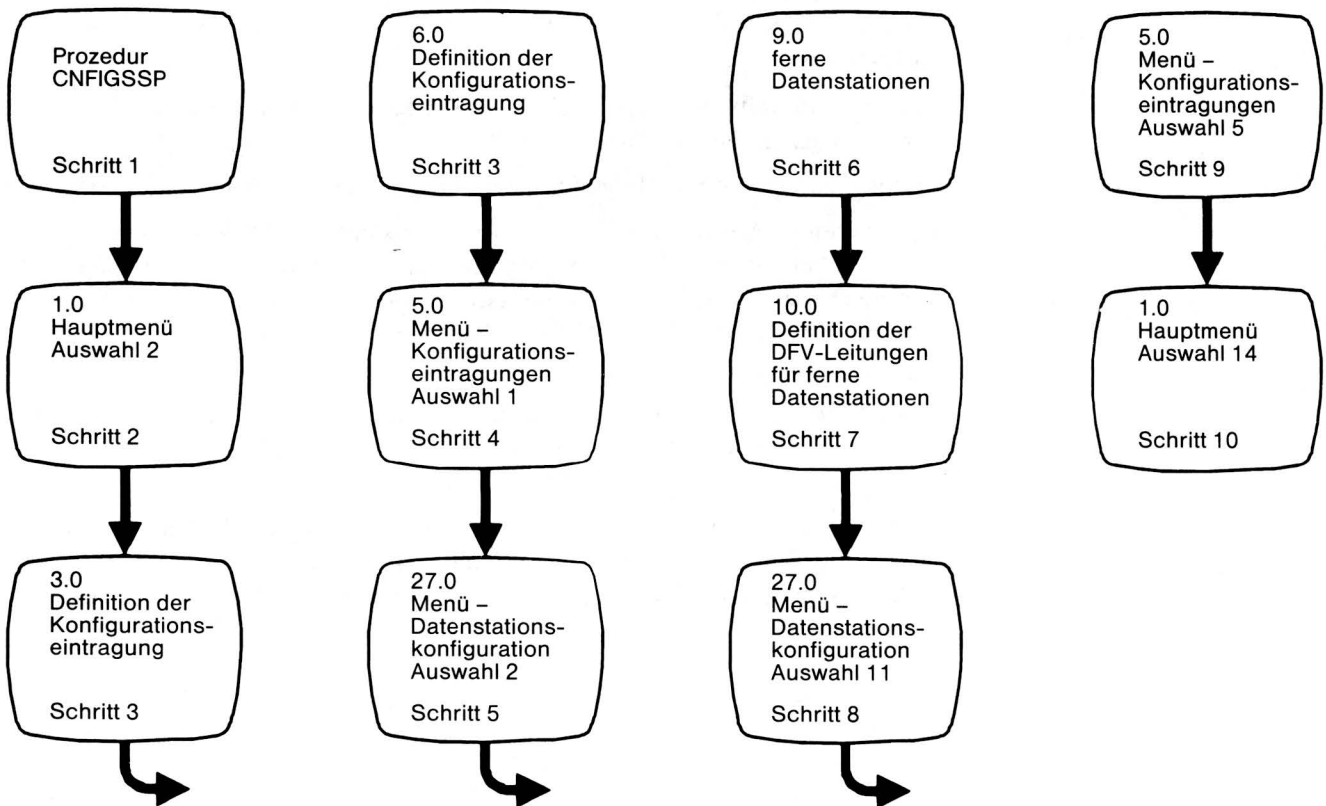 Prozedur
CNFIGSSP
Schritt 1
1.0
Hauptmenü
Auswahl 2
Schritt 2
3.0
Definition der
Konfigurations-
eintragung
Schritt 3
6.0
Definition der
Konfigurations-
eintragung
Schritt 3
5.0
Menü –
Konfigurations-
eintragungen
Auswahl 1
Schritt 4
27.0
Menü –
Datenstations-
konfiguration
Auswahl 2
Schritt 5
9.0
ferne
Datenstationen
Schritt 6
10.0
Definition der
DFV-Leitungen
für ferne
Datenstationen
Schritt 7
27.0
Menü –
Datenstations-
konfiguration
Auswahl 11
Schritt 8
5.0
Menü –
Konfigurations-
eintragungen
Auswahl 5
Schritt 9
1.0
Hauptmenü
Auswahl 14
Schritt 10